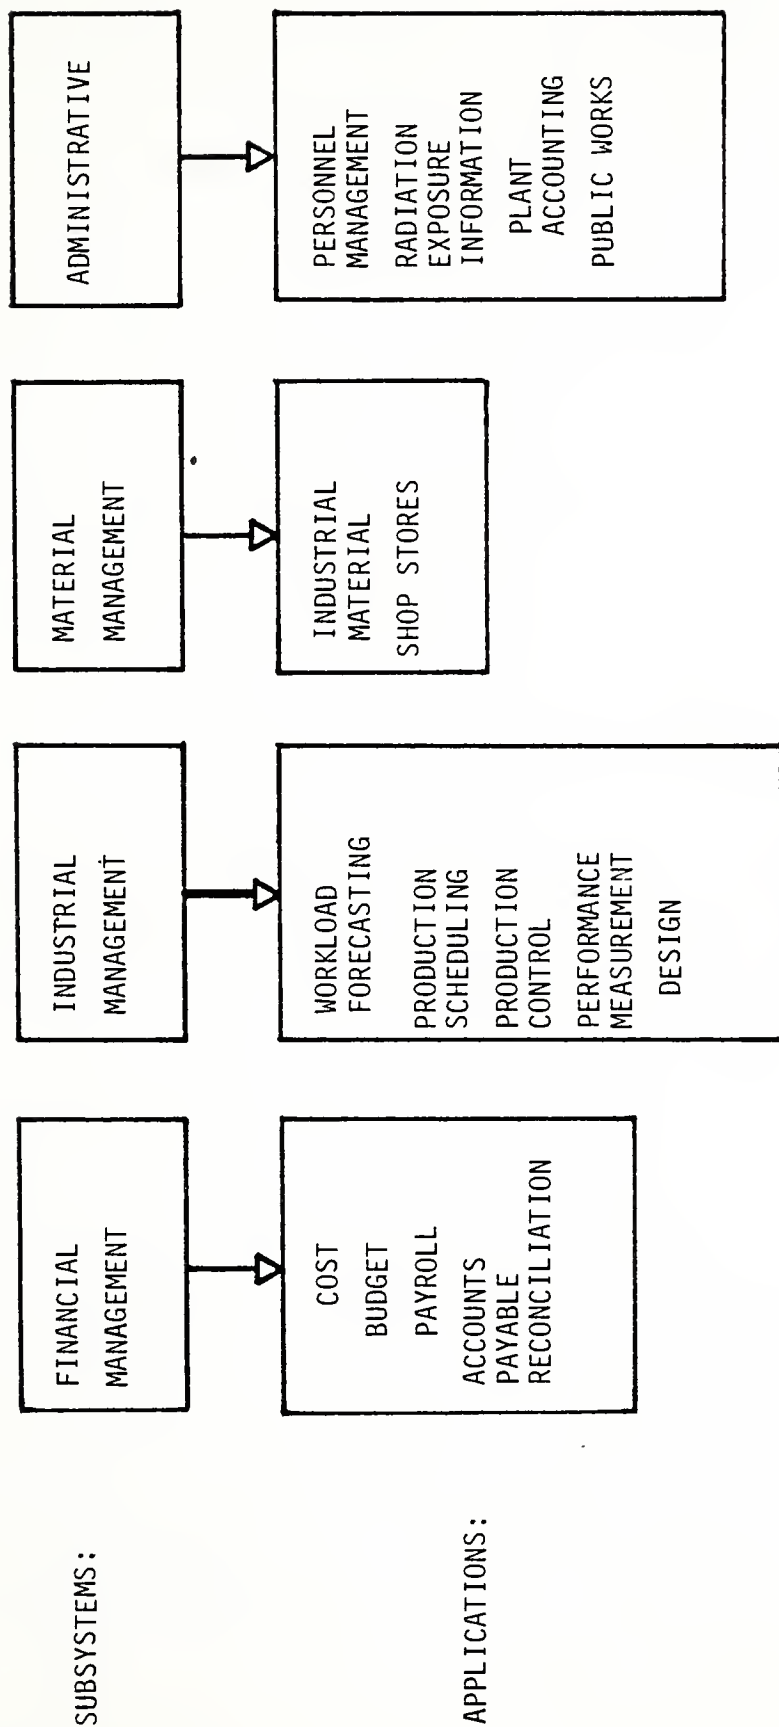 SUBSYSTEMS:
FINANCIAL
MANAGEMENT
INDUSTRIAL
MANAGEMENT
MATERIAL
MANAGEMENT
ADMINISTRATIVE
APPLICATIONS:
COST
BUDGET
PAYROLL
ACCOUNTS
PAYABLE
RECONCILIATION
WORKLOAD
FORECASTING
PRODUCTION
SCHEDULING
PRODUCTION
CONTROL
PERFORMANCE
MEASUREMENT
DESIGN
INDUSTRIAL
MATERIAL
SHOP STORES
PERSONNEL
MANAGEMENT
RADIATION
EXPOSURE
INFORMATION
PLANT
ACCOUNTING
PUBLIC WORKS